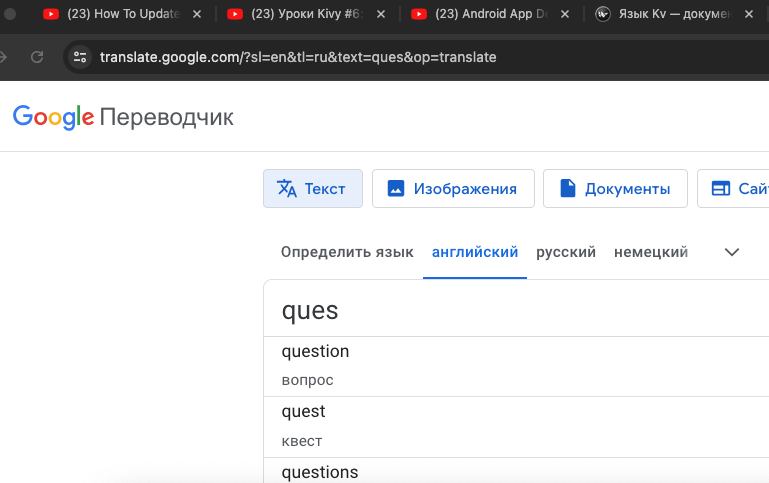 (23) How To Update
(23) Уроки Kivy #6:
(23) Android App De
Язык Kv — докумен
translate.google.com/?sl=en&tl=ru&text=ques&op=translate
Google Переводчик
Текст
Изображения
Документы
Сайт
Определить язык
английский
русский
немецкий
ques
question
вопрос
quest
квест
questions